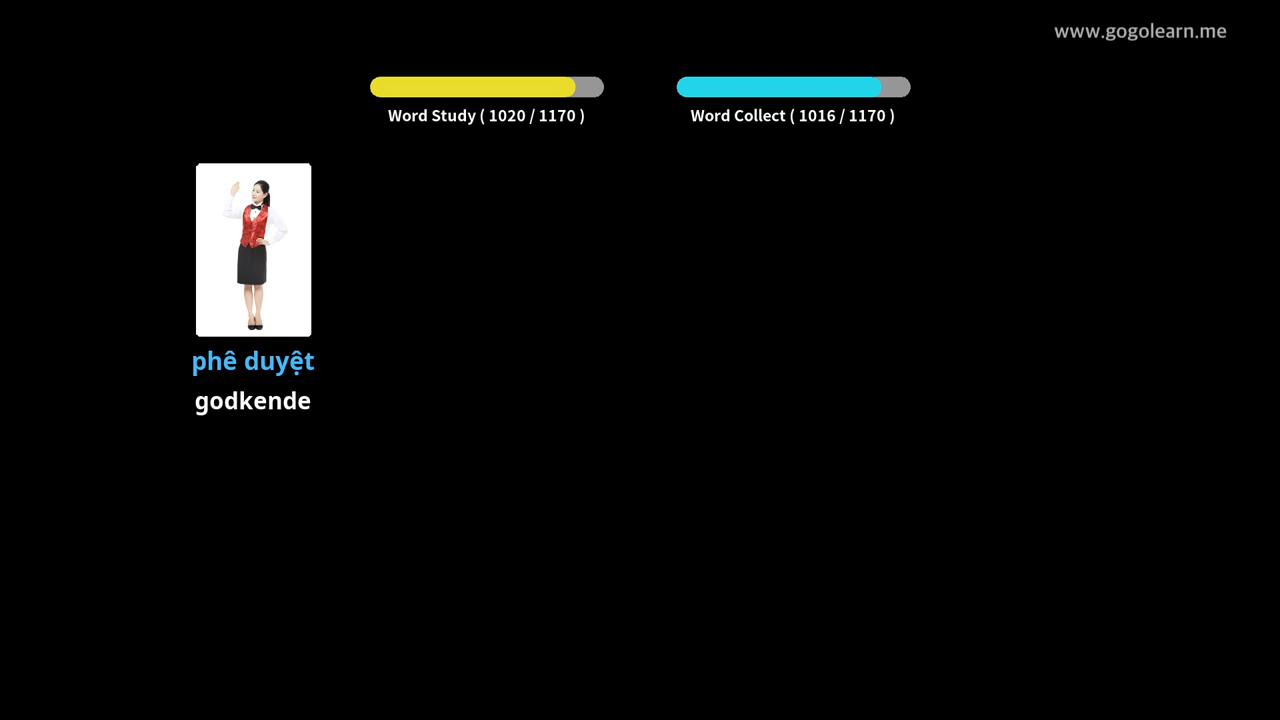 www.gogolearn.me
Word Study ( 1020 / 1170 )
Word Collect ( 1016 / 1170 )
phê duyệt
godkende